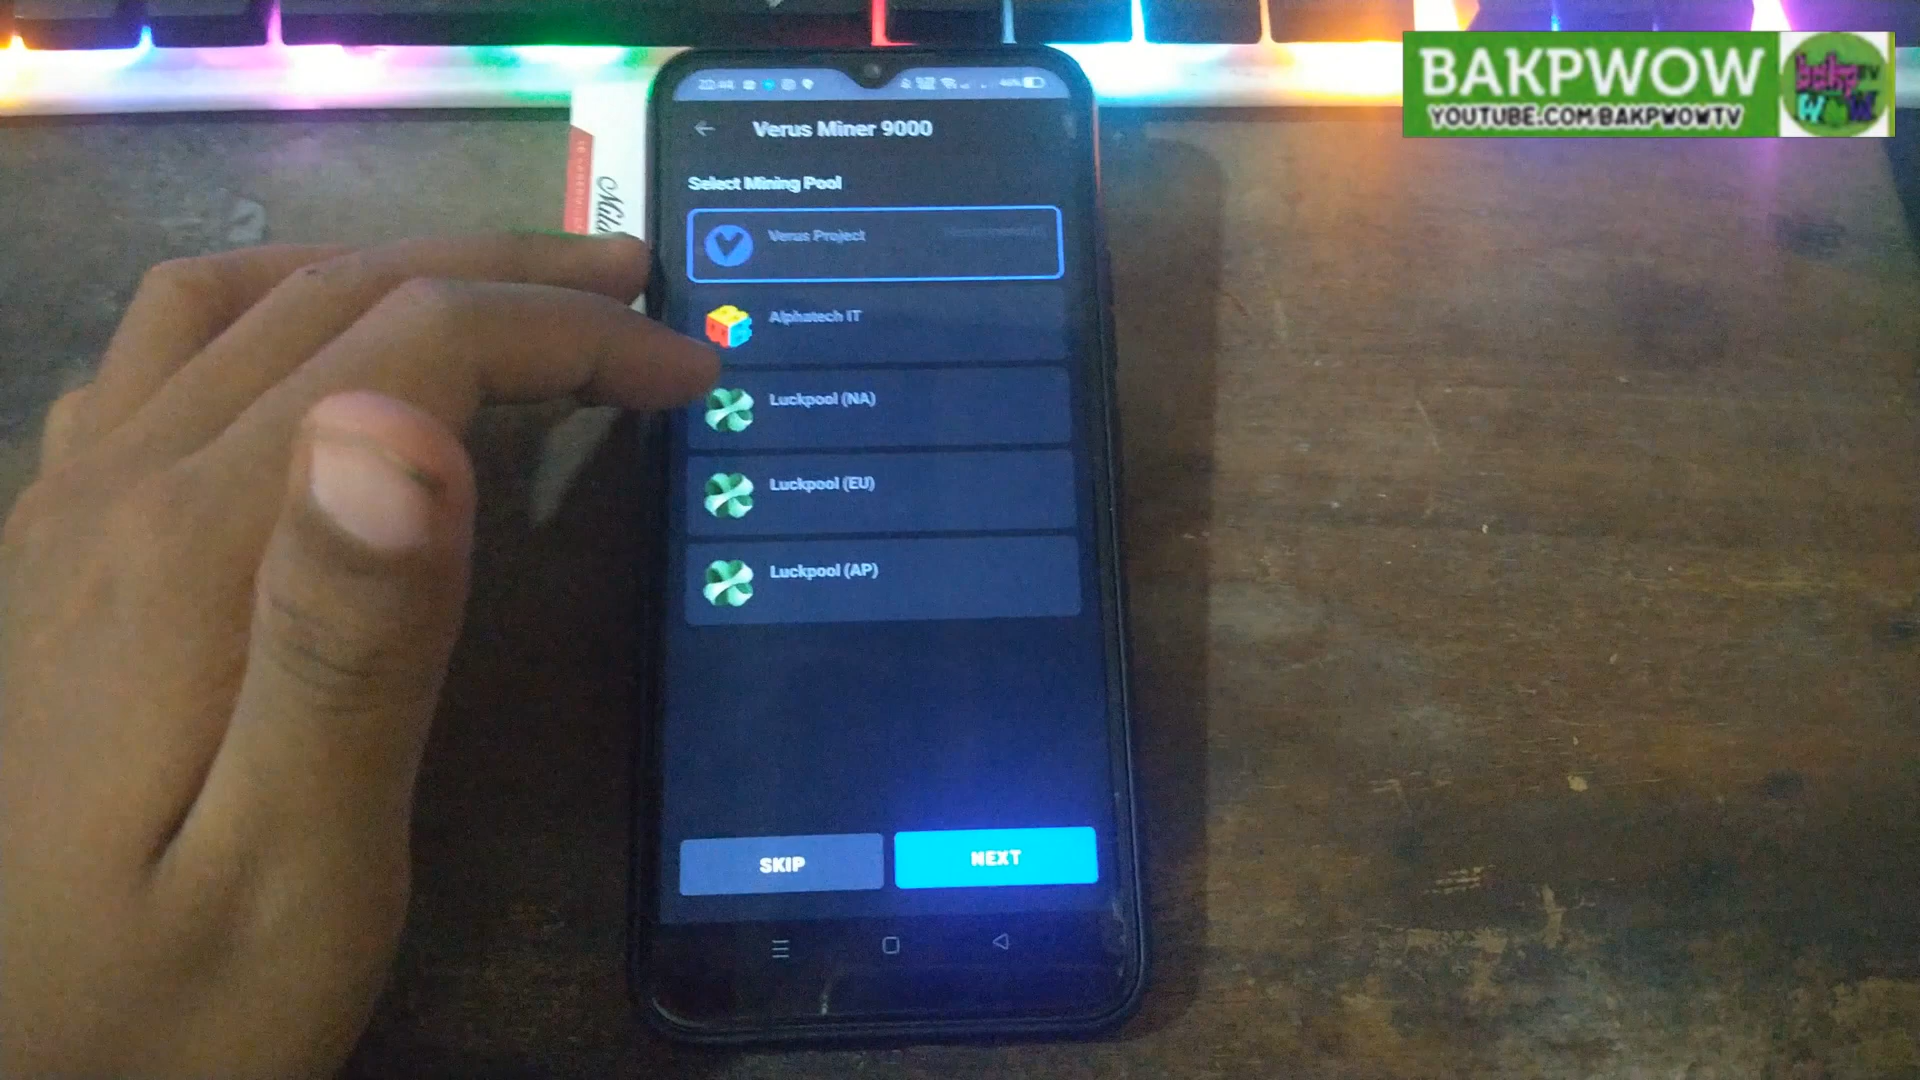 BAKPWOW
YOUTUBE.COM/BAKPWOWTV
Verus Miner 9000
Select Mining Pool
Verus Project
Alphatech IT
Luckpool (NA)
Luckpool (EU)
Luckpool (AP)
SKIP
NEXT